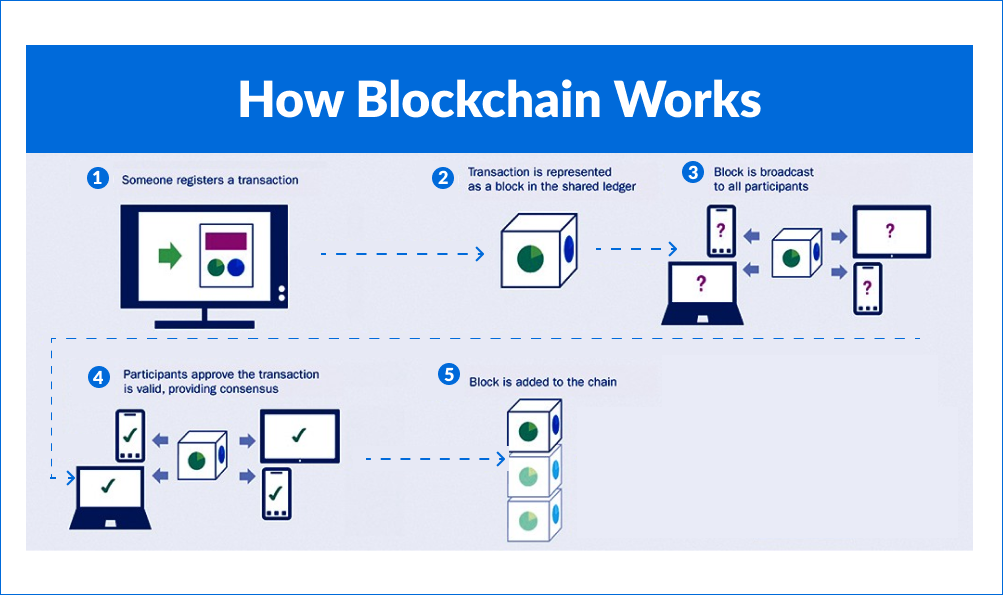 How Blockchain Works
1
Someone registers a transaction
2
Transaction is represented
as a block in the shared ledger
3
Block is broadcast
to all participants
?
?
?
?
4
Participants approve the transaction
is valid, providing consensus
5
Block is added to the chain